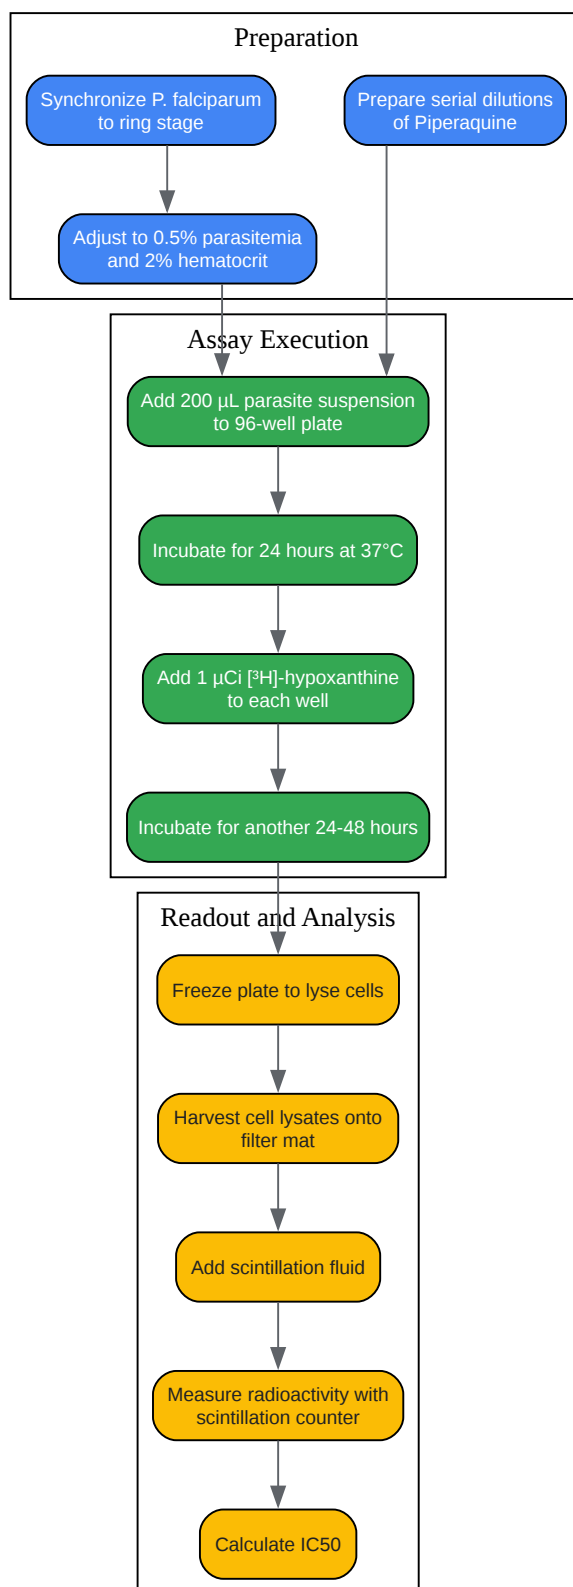 Preparation
Synchronize P. falciparum
to ring stage
Prepare serial dilutions
of Piperaquine
Adjust to 0.5% parasitemia
and 2% hematocrit
Assay Execution
Add 200 µL parasite suspension
to 96-well plate
Incubate for 24 hours at 37°C
Add 1 µCi [³H]-hypoxanthine
to each well
Incubate for another 24-48 hours
Readout and Analysis
Freeze plate to lyse cells
Harvest cell lysates onto
filter mat
Add scintillation fluid
Measure radioactivity with
scintillation counter
Calculate IC50